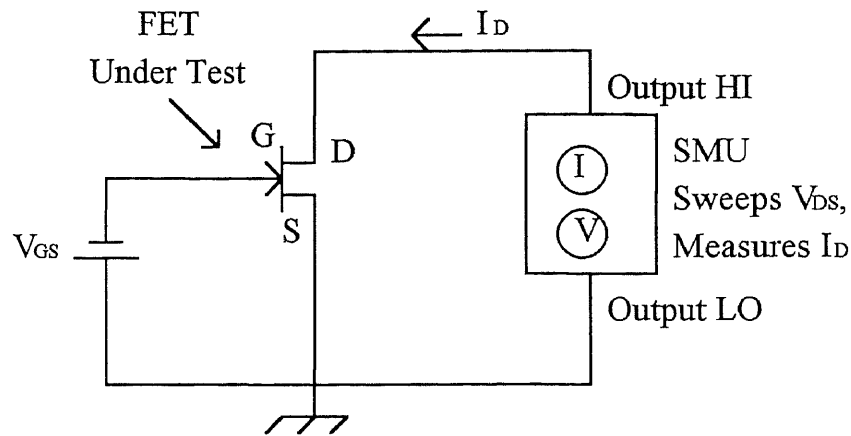 FET
Under Test
ID
Output HI
G
D
S
I
V
SMU
Sweeps VDS,
Measures ID
VGS
Output LO